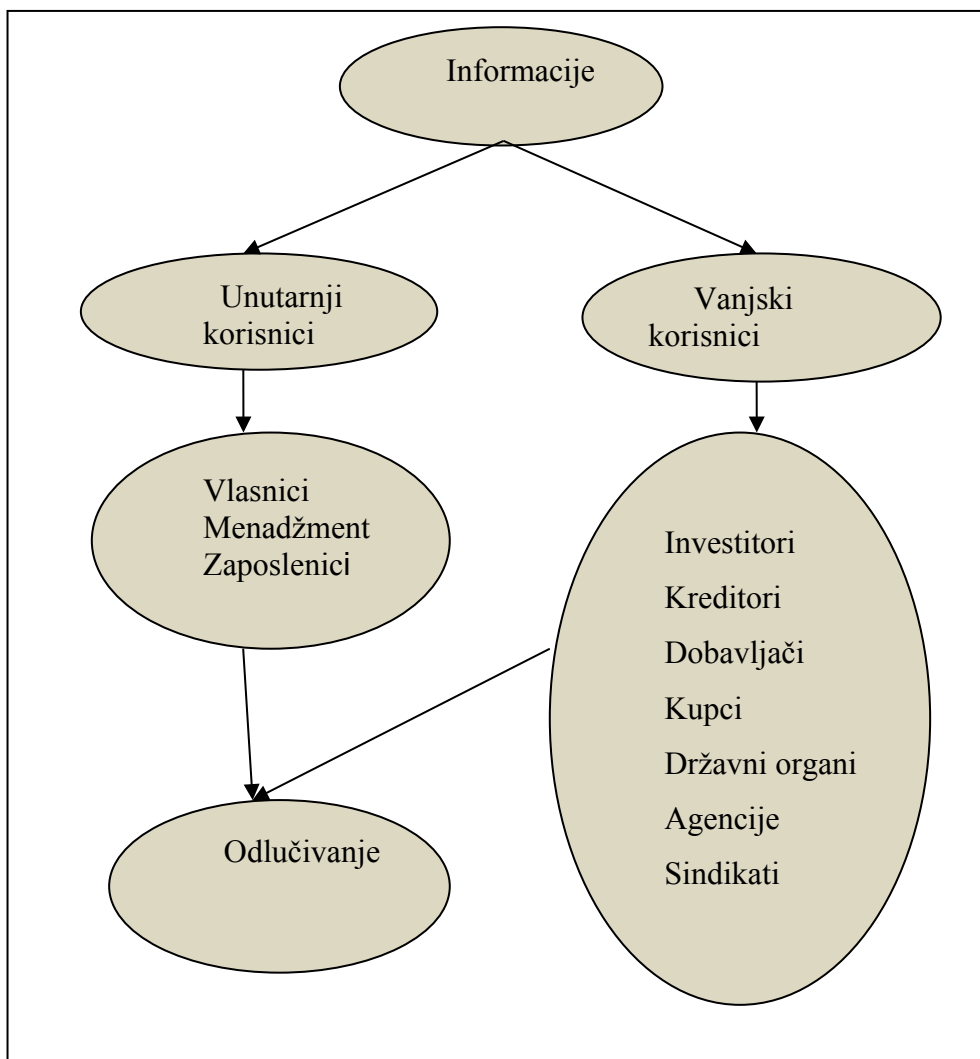 Informacije
Unutarnji
korisnici
Vanjski
korisnici
Vlasnici
Menadžment
Zaposlenici
Investitori
Kreditori
Dobavljači
Kupci
Državni organi
Agencije
Sindikati
Odlučivanje